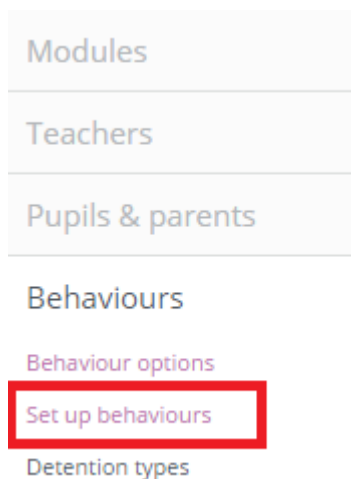 Modules
Teachers
Pupils & parents
Behaviours
Behaviour options
Set up behaviours
Detention types